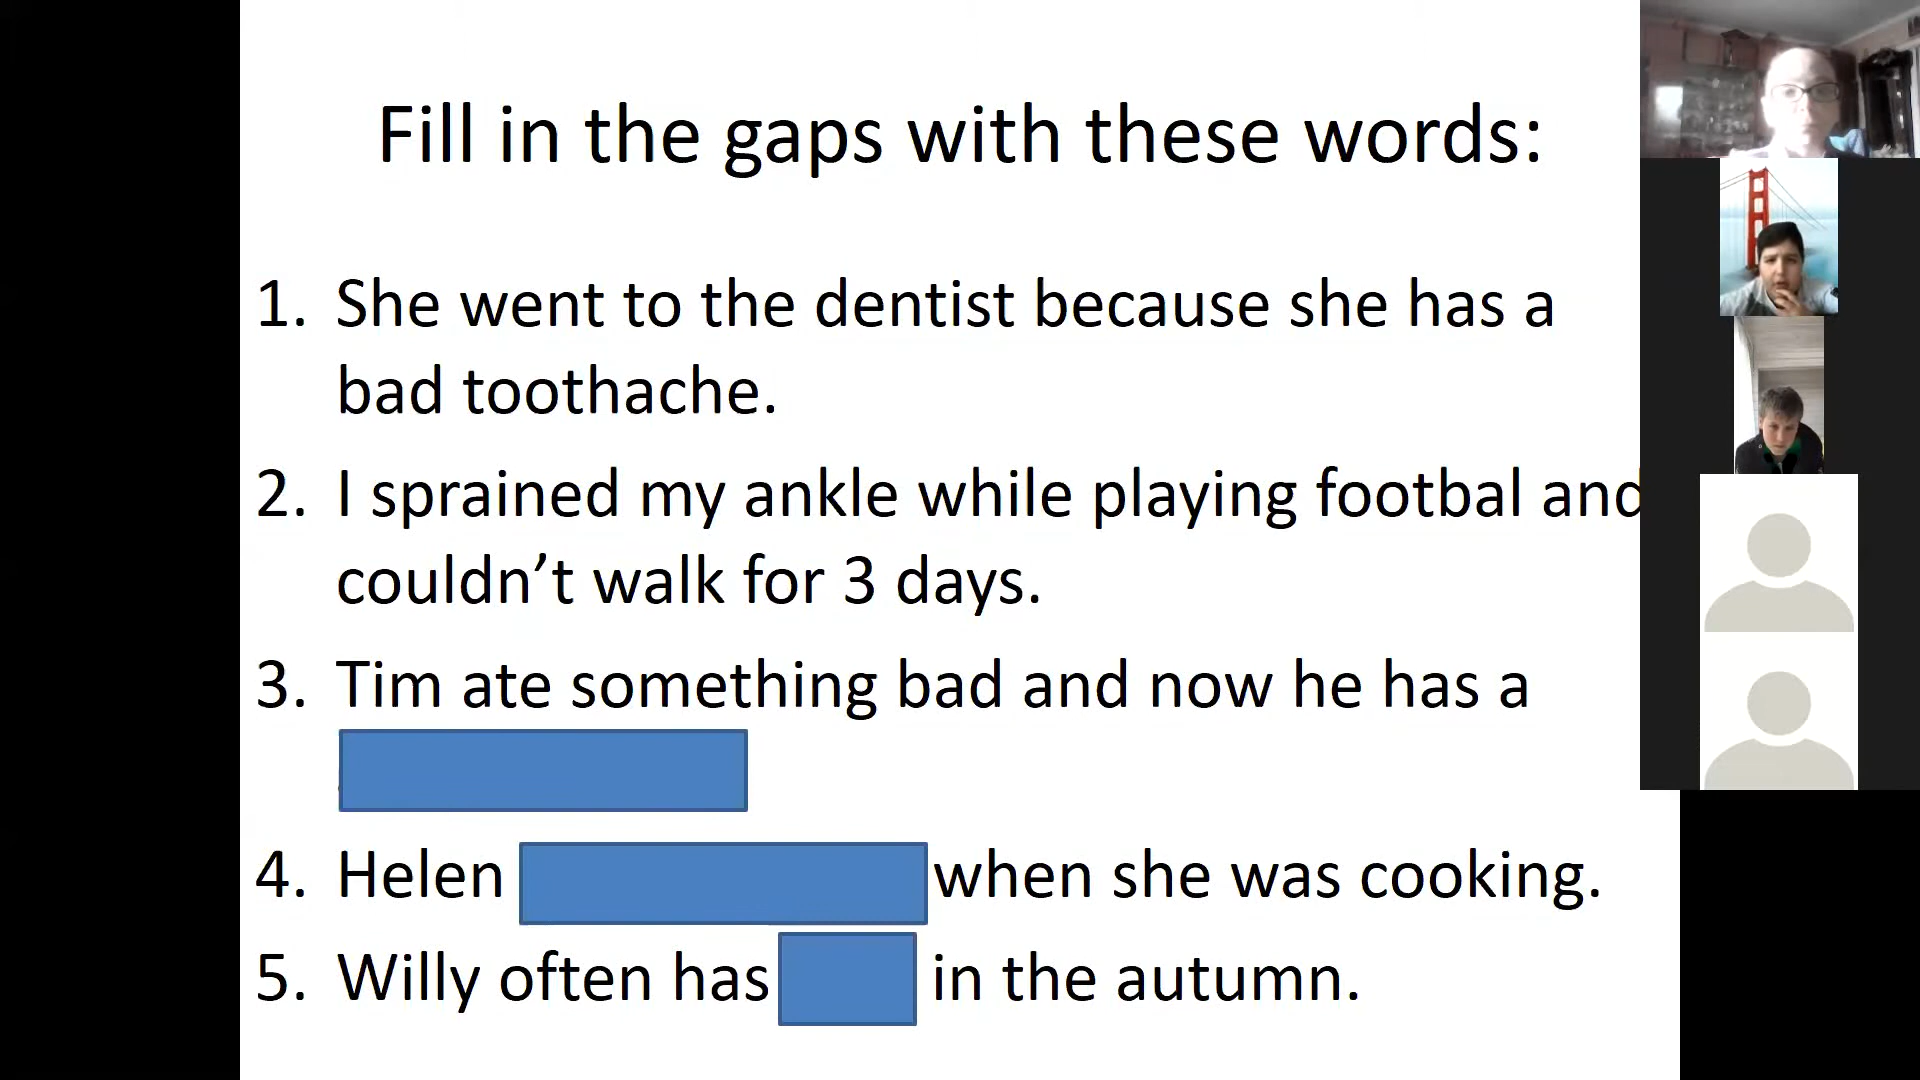 Fill in the gaps with these words:
1. She went to the dentist because she has a
bad toothache.
2. I sprained my ankle while playing footbal and
couldn’t walk for 3 days.
3. Tim ate something bad and now he has a
4. Helen when she was cooking.
5. Willy often has in the autumn.